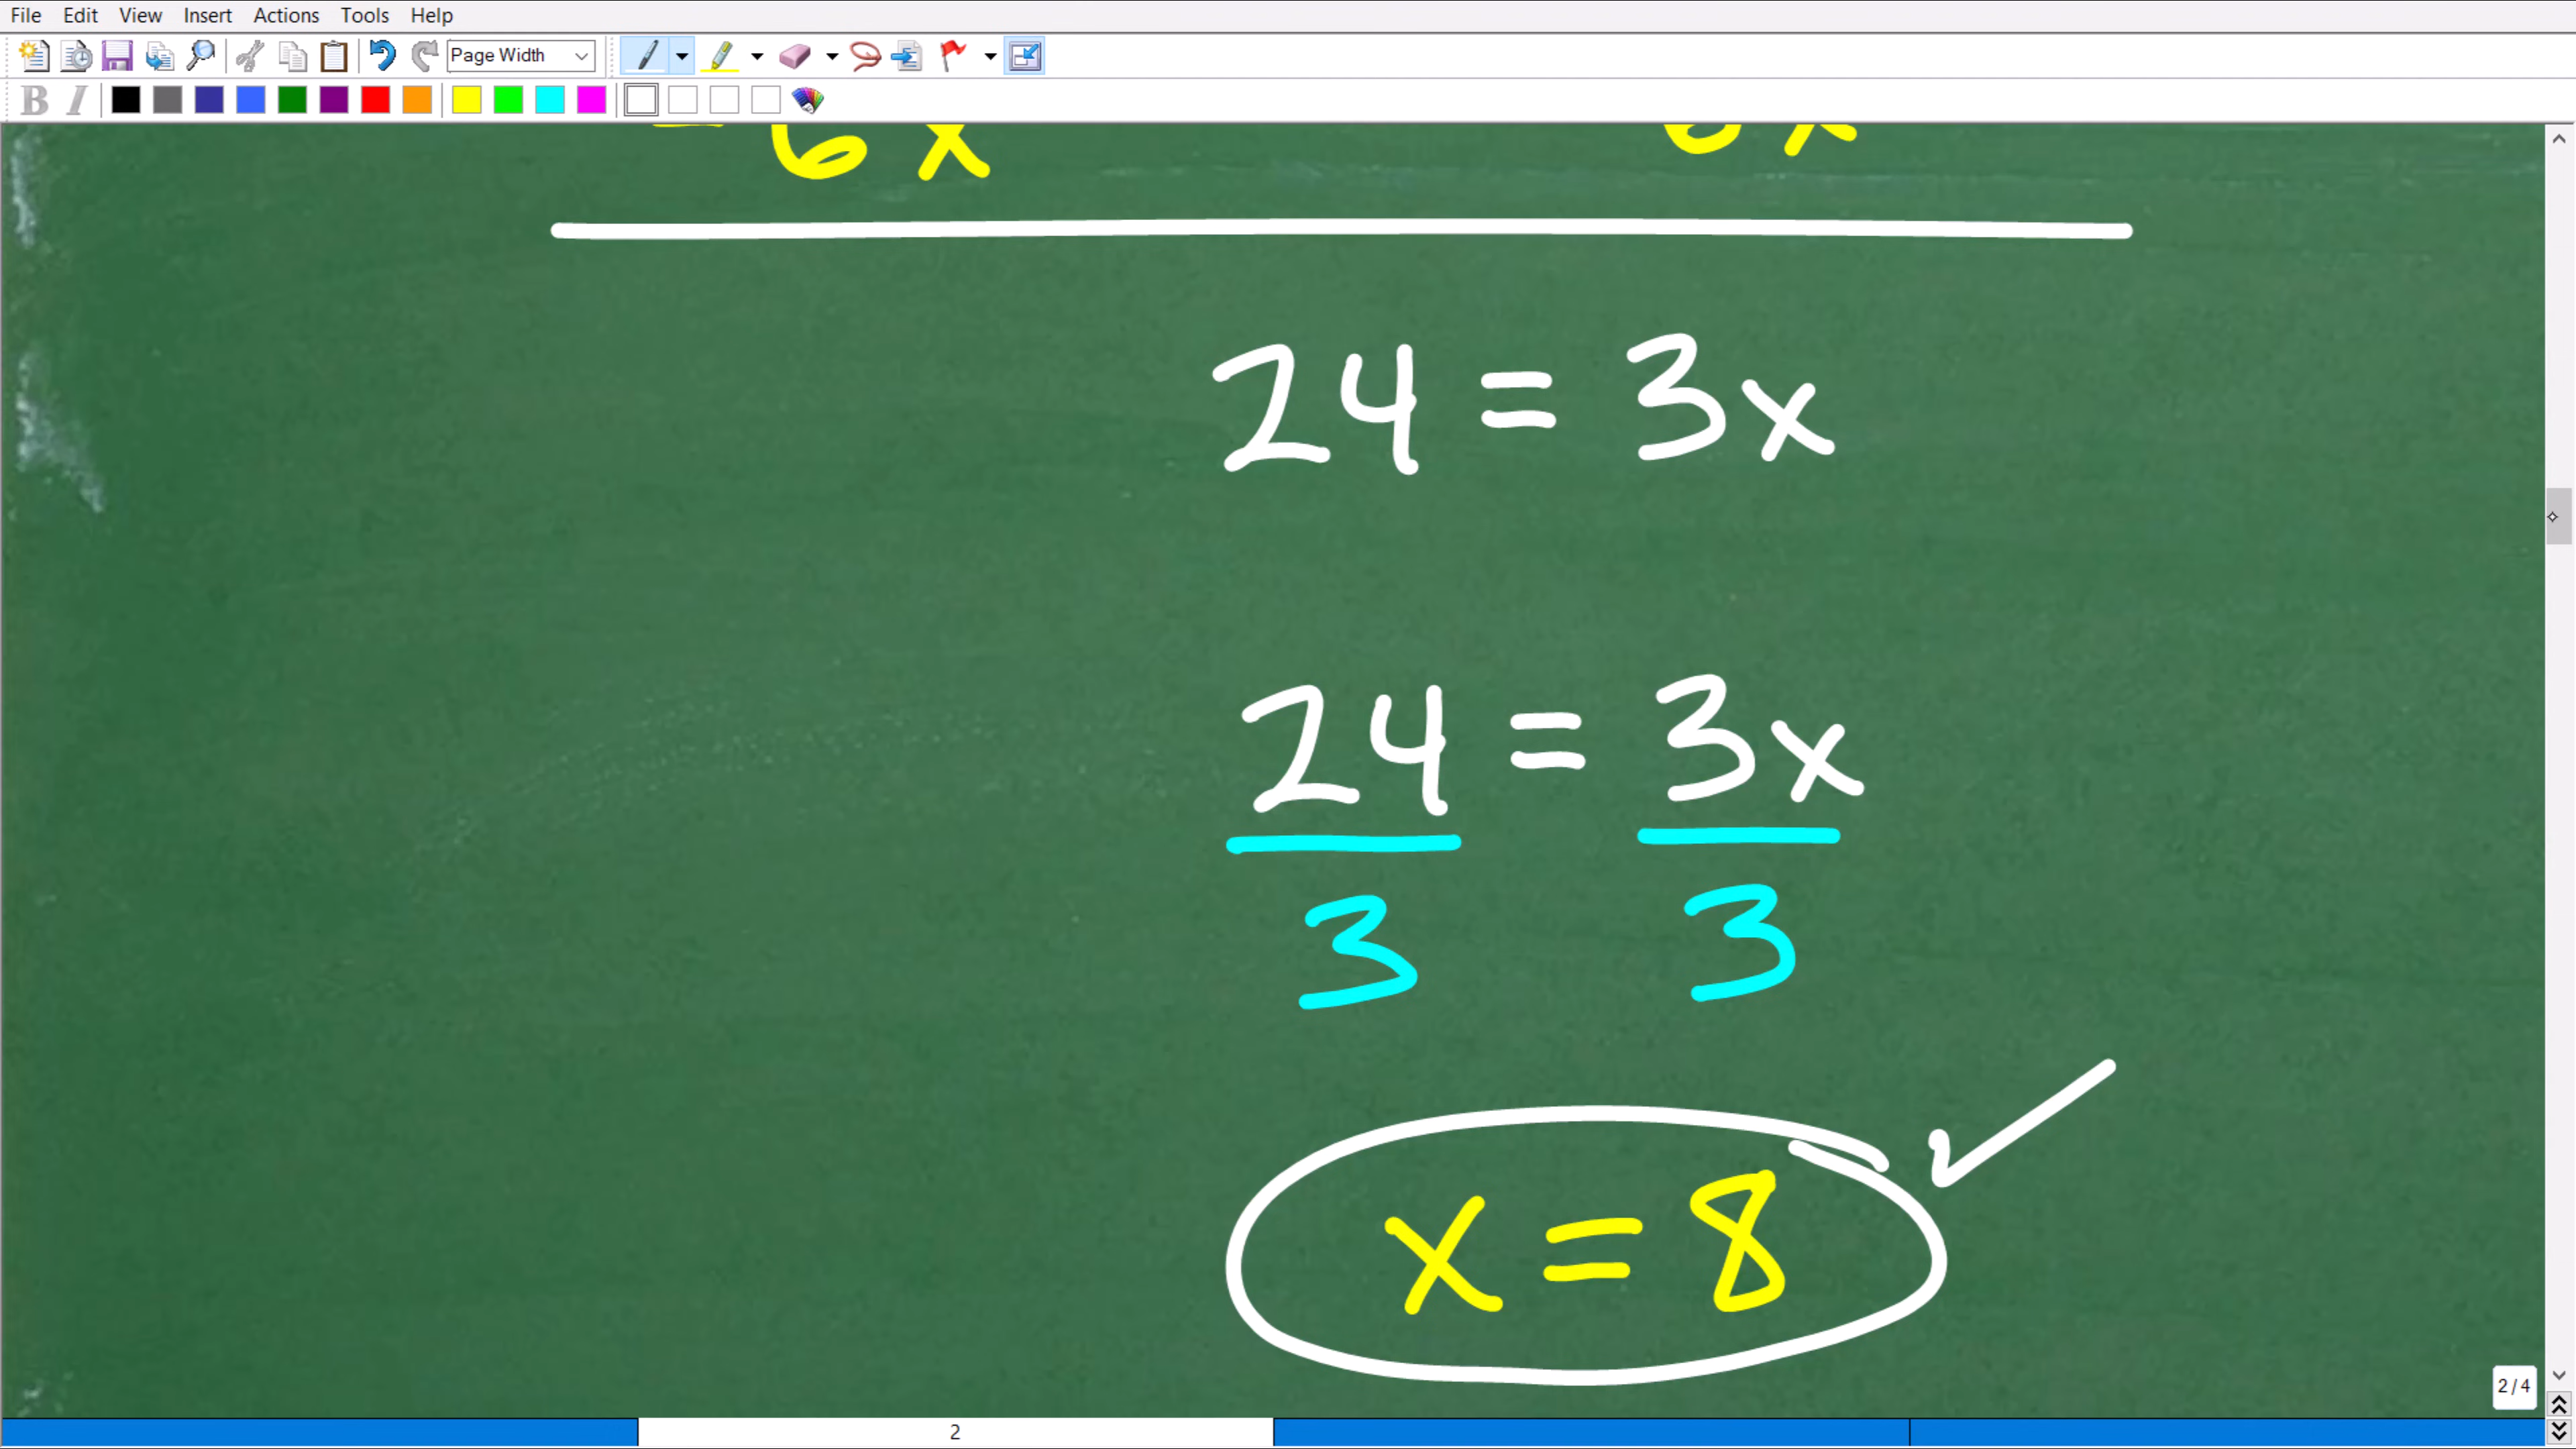 File Edit View Insert Actions Tools Help
Page Width
B I
6x
24 = 3x
24 = 3x
3 3
x = 8
2 / 4
2